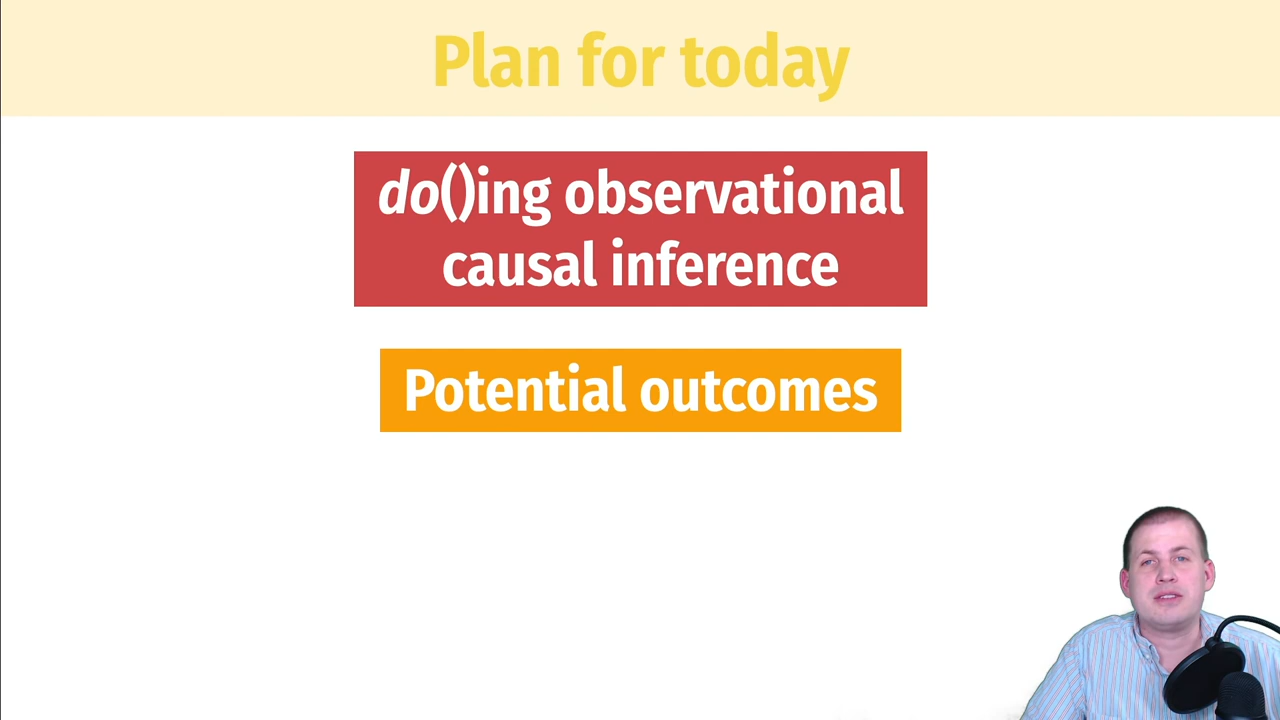 Plan for today
do()ing observational
causal inference
Potential outcomes